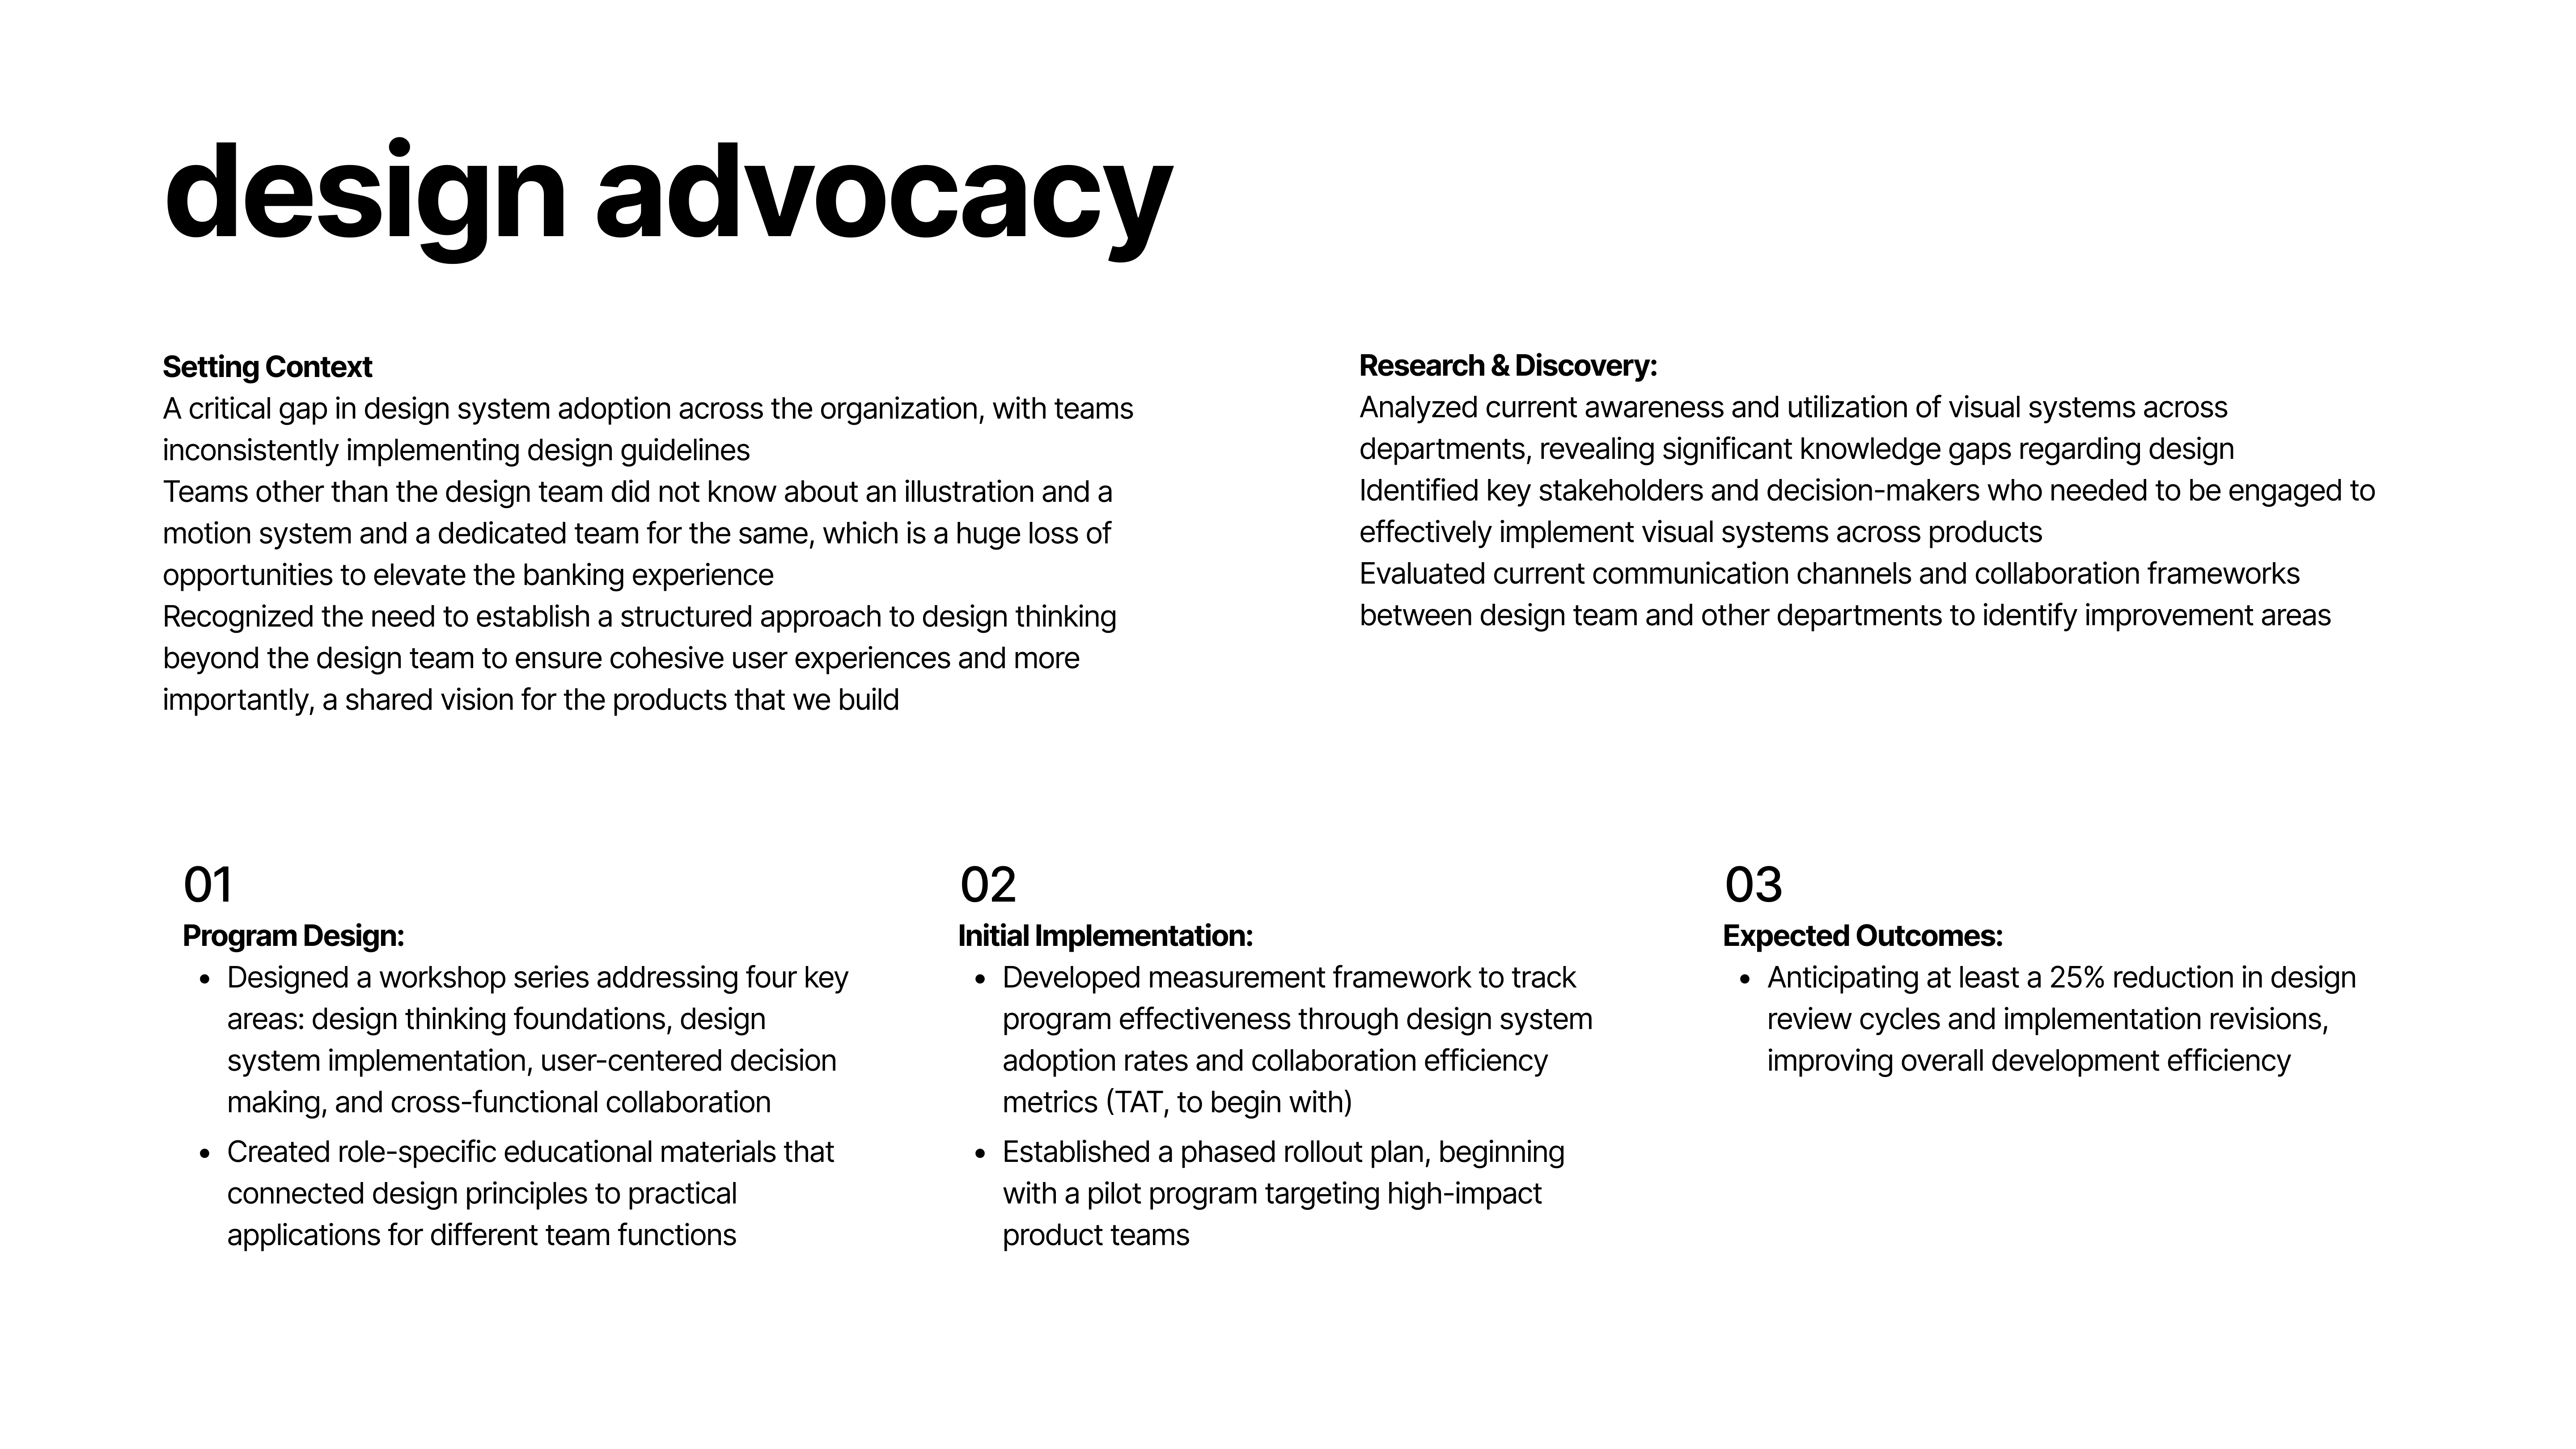 design advocacy
Setting Context
A critical gap in design system adoption across the organization, with teams
inconsistently implementing design guidelines
Teams other than the design team did not know about an illustration and a
motion system and a dedicated team for the same, which is a huge loss of
opportunities to elevate the banking experience
Recognized the need to establish a structured approach to design thinking
beyond the design team to ensure cohesive user experiences and more
importantly, a shared vision for the products that we build
Research & Discovery:
Analyzed current awareness and utilization of visual systems across
departments, revealing significant knowledge gaps regarding design
Identified key stakeholders and decision-makers who needed to be engaged to
effectively implement visual systems across products
Evaluated current communication channels and collaboration frameworks
between design team and other departments to identify improvement areas
01
Program Design:
• Designed a workshop series addressing four key
areas: design thinking foundations, design
system implementation, user-centered decision
making, and cross-functional collaboration
• Created role-specific educational materials that
connected design principles to practical
applications for different team functions
02
Initial Implementation:
• Developed measurement framework to track
program effectiveness through design system
adoption rates and collaboration efficiency
metrics (TAT, to begin with)
• Established a phased rollout plan, beginning
with a pilot program targeting high-impact
product teams
03
Expected Outcomes:
• Anticipating at least a 25% reduction in design
review cycles and implementation revisions,
improving overall development efficiency